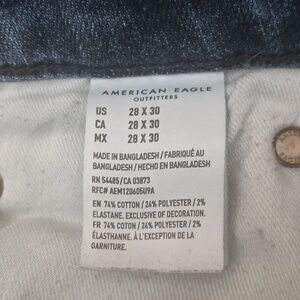 AMERICAN EAGLE
OUTFITTERS
US 28 X 30
CA 28 X 30
MX 28 X 30
MADE IN BANGLADESH / FABRIQUÉ AU
BANGLADESH / HECHO EN BANGLADESH
RN 54485/CA 03873
RFC# AEM120605U9A
EN 74% COTTON / 24% POLYESTER / 2%
ELASTANE. EXCLUSIVE OF DECORATION.
FR 74% COTON / 24% POLYESTER / 2%
ÉLASTHANNE. À L'EXCEPTION DE LA
GARNITURE.